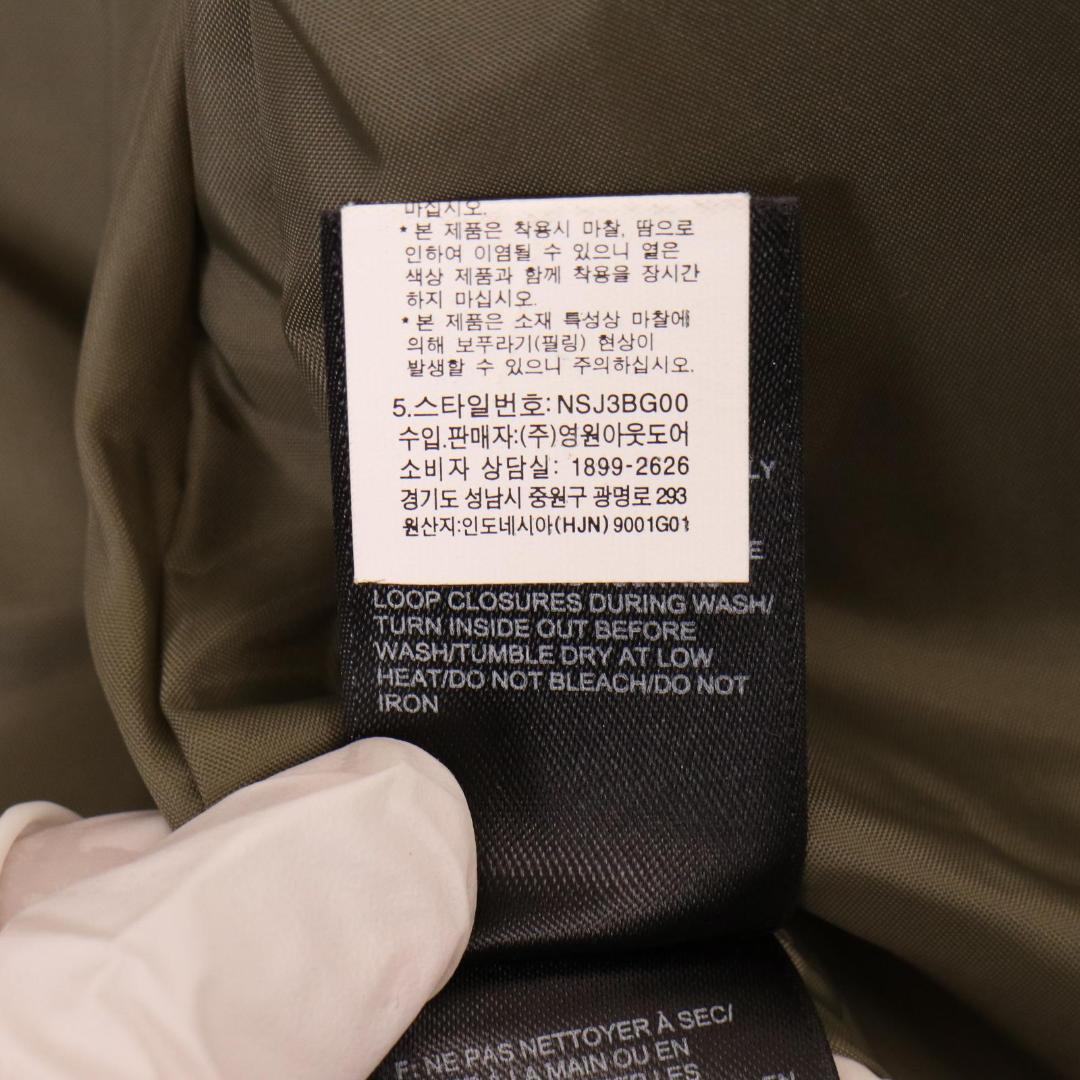 마십시오.
* 본 제품은 착용시 마찰, 땀으로
인하여 이염될 수 있으니 옅은
색상 제품과 함께 착용을 장시간
하지 마십시오.
* 본 제품은 소재 특성상 마찰에
의해 보푸라기(필링) 현상이
발생할 수 있으니 주의하십시오.
5.스타일번호: NSJ3BG00
수입.판매자:(주)영원아웃도어
소비자 상담실: 1899-2626
경기도 성남시 중원구 광명로 293
원산지:인도네시아(HJN) 9001G01
LOOP CLOSURES DURING WASH/
TURN INSIDE OUT BEFORE
WASH/TUMBLE DRY AT LOW
HEAT/DO NOT BLEACH/DO NOT
IRON
F: NE PAS NETTOYER À SEC/
À LA MAIN OU EN
LES
EN